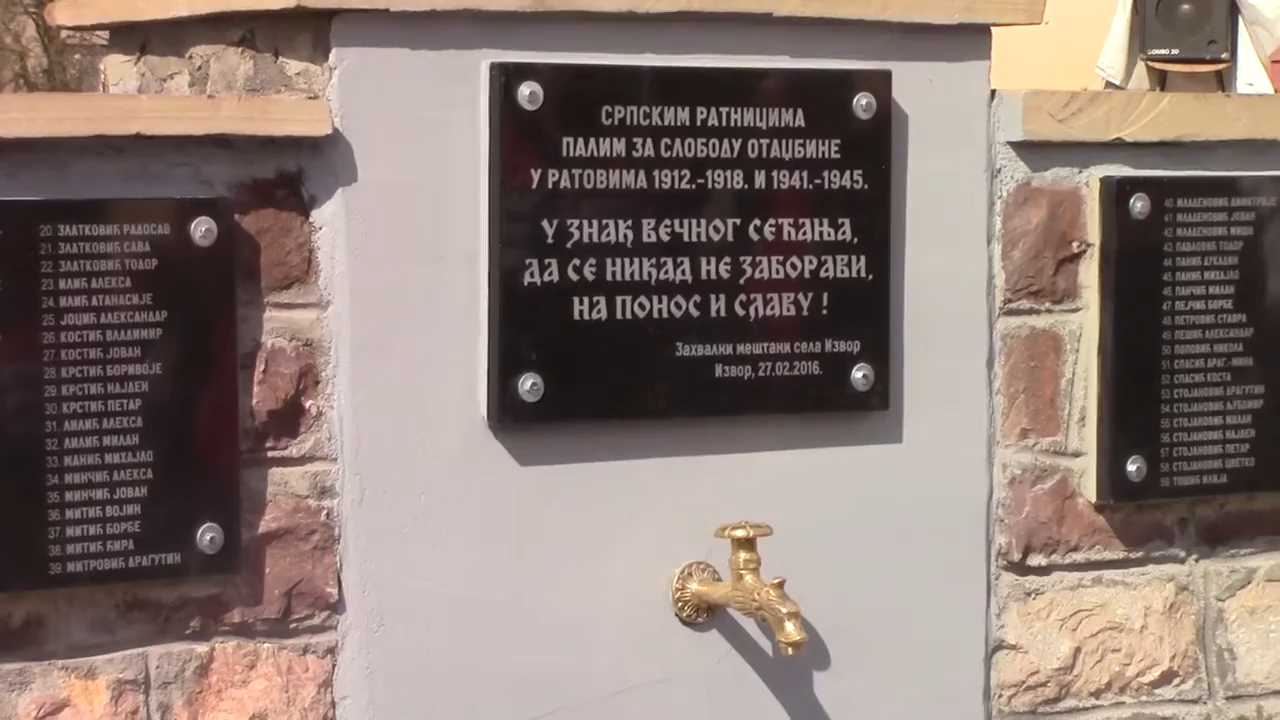 20. ЗЛАТКОВИЋ РАДОСАВ
21. ЗЛАТКОВИЋ САВА
22. ЗЛАТКОВИЋ ТОДОР
23. ИЛИЋ АЛЕКСА
24. ИЛИЋ АТАНАСИЈЕ
25. ЈОЦИЋ АЛЕКСАНДАР
26. КОСТИЋ ВЛАДИМИР
27. КОСТИЋ ЈОВАН
28. КРСТИЋ БОРИВОЈЕ
29. КРСТИЋ НАЈДЕН
30. КРСТИЋ ПЕТАР
31. ЛИЛИЋ АЛЕКСА
32. ЛИЛИЋ МИЛАН
33. МАНИЋ МИХАЈЛО
34. МИНЧИЋ АЛЕКСА
35. МИНЧИЋ ЈОВАН
36. МИТИЋ ВОЈИН
37. МИТИЋ ЂОРЂЕ
38. МИТИЋ ЋИРА
39. МИТРОВИЋ ДРАГУТИН
СРПСКИМ РАТНИЦИМА
ПАЛИМ ЗА СЛОБОДУ ОТАЏБИНЕ
У РАТОВИМА 1912.-1918. И 1941.-1945.
У ЗНАК ВЕЧНОГ СЕЋАЊА,
ДА СЕ НИКАД НЕ ЗАБОРАВИ,
НА ПОНОС И СЛАВУ !
Захвални мештани села Извор
Извор, 27.02.2016.
40. МЛАДЕНОВИЋ ДИМИТРИЈЕ
41. МЛАДЕНОВИЋ ЈОВАН
42. МЛАДЕНОВИЋ МИША
43. ПАВЛОВИЋ ТОДОР
44. ПАНИЋ ДУКАДИН
45. ПАНИЋ МИХАЈЛО
46. ПАНЧИЋ МИЛАН
47. ПЕЈЧИЋ ЂОРЂЕ
48. ПЕТРОВИЋ СТАВРА
49. ПЕШИЋ АЛЕКСАНДАР
50. ПОПОВИЋ НИКОЛА
51. СПАСИЋ ДРАГ.-МИНА
52. СПАСИЋ КОСТА
53. СТОЈАНОВИЋ ДРАГУТИН
54. СТОЈАНОВИЋ ЉУБОМИР
55. СТОЈАНОВИЋ МИЛАН
56. СТОЈАНОВИЋ НАЈДЕН
57. СТОЈАНОВИЋ ПЕТАР
58. СТОЈАНОВИЋ ЦВЕТКО
59. ТОШИЋ ИЛИЈА